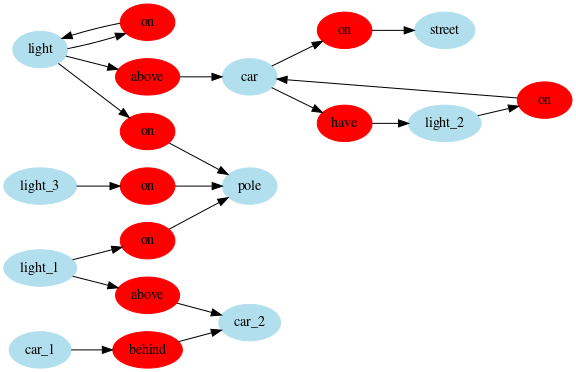 on
on
street
light
above
car
on
have
light_2
on
light_3
on
pole
on
light_1
above
car_2
car_1
behind